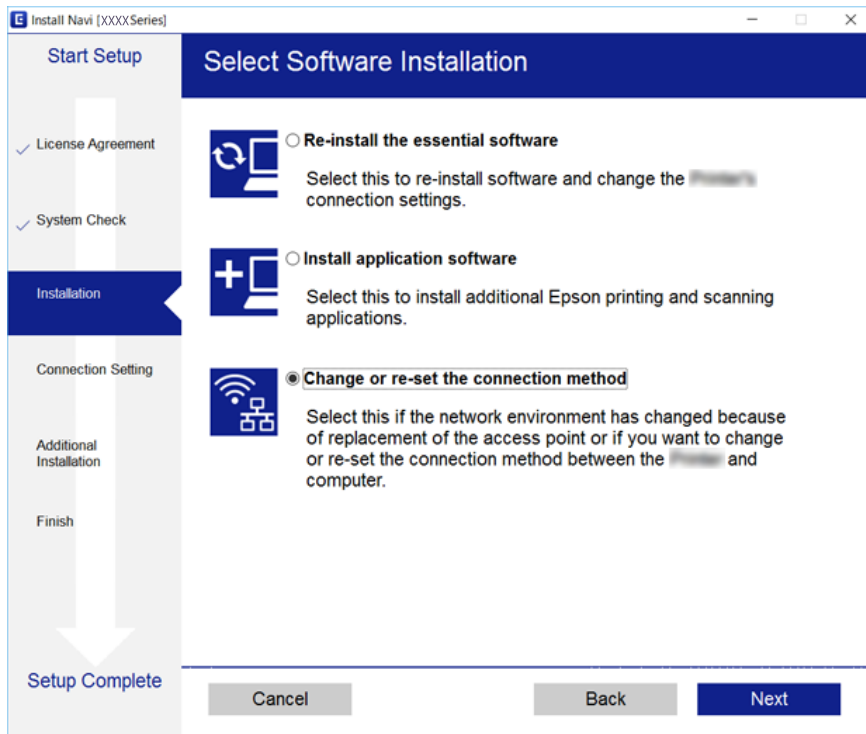 E Install Navi [XXXX Series]
Start Setup
Select Software Installation
License Agreement
System Check
Installation
Connection Setting
Additional
Installation
Finish
Setup Complete
Re-install the essential software
Select this to re-install software and change the
connection settings.
Install application software
Select this to install additional Epson printing and scanning
applications.
Change or re-set the connection method
Select this if the network environment has changed because
of replacement of the access point or if you want to change
or re-set the connection method between the and
computer.
Cancel
Back
Next